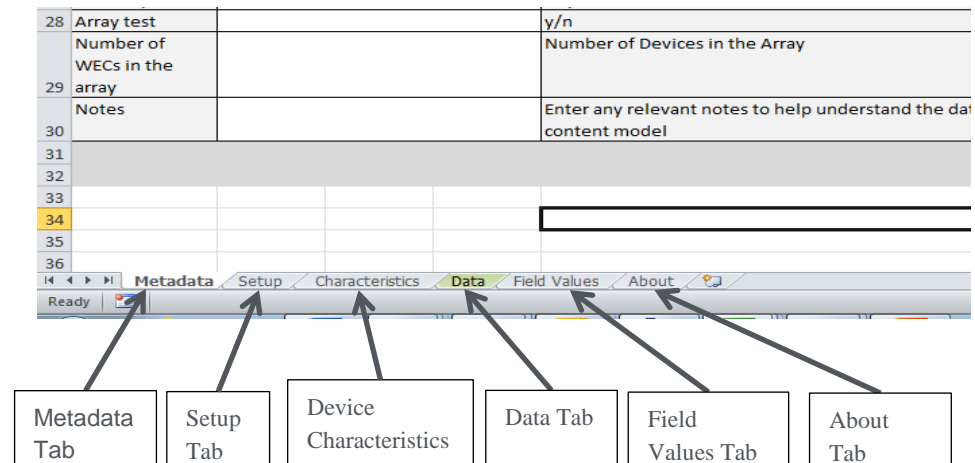 28 Array test y/n
Number of Number of Devices in the Array
WECs in the
29 array
Notes Enter any relevant notes to help understand the dat
30 content model
31
32
33
34
35
36
Metadata Setup Characteristics Data Field Values About
Ready
Metadata Setup Device Data Tab Field About
Tab Tab Characteristics Values Tab Tab